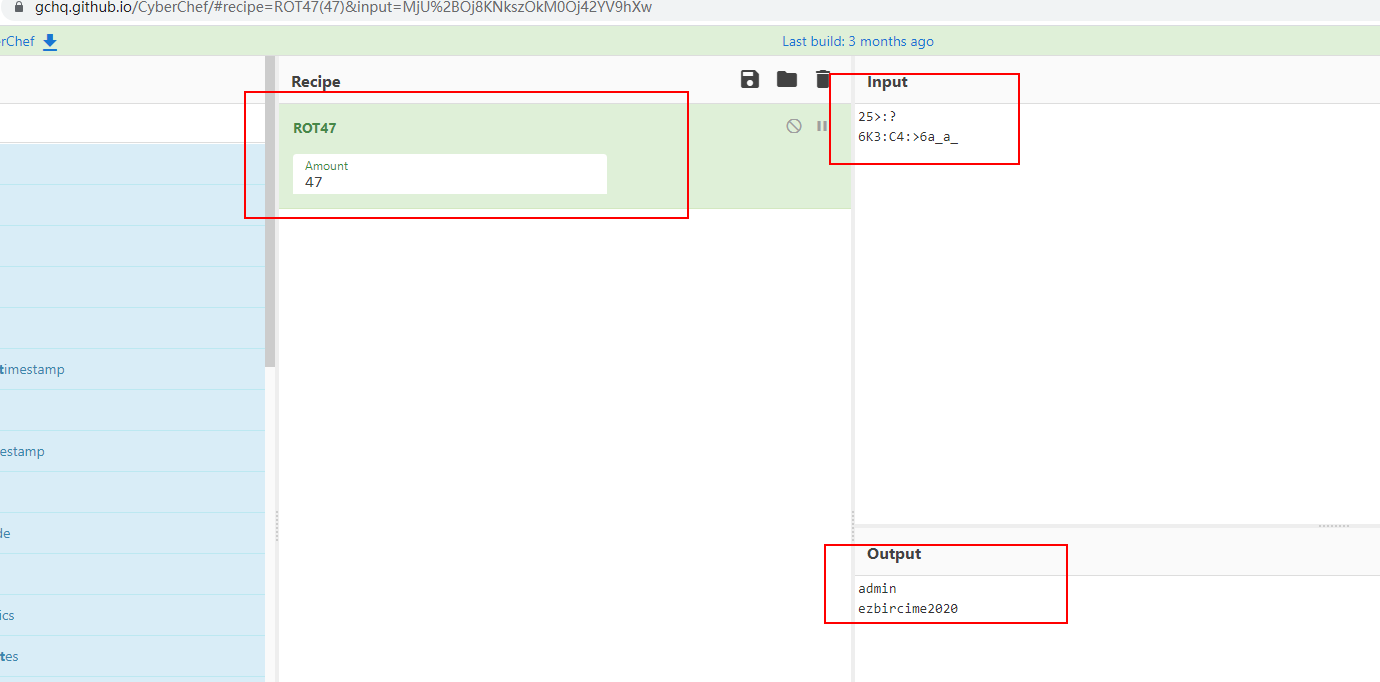 gchq.github.io/CyberChef/#recipe=ROT47(47)&input=MjU%2BOj8KNkszOkM0Oj42YV9hXw
rChef
Last build: 3 months ago
Recipe
ROT47
Amount
47
Input
25>:?
6K3:C4:>6a_a_
timestamp
estamp
de
ics
tes
Output
admin
ezbircime2020